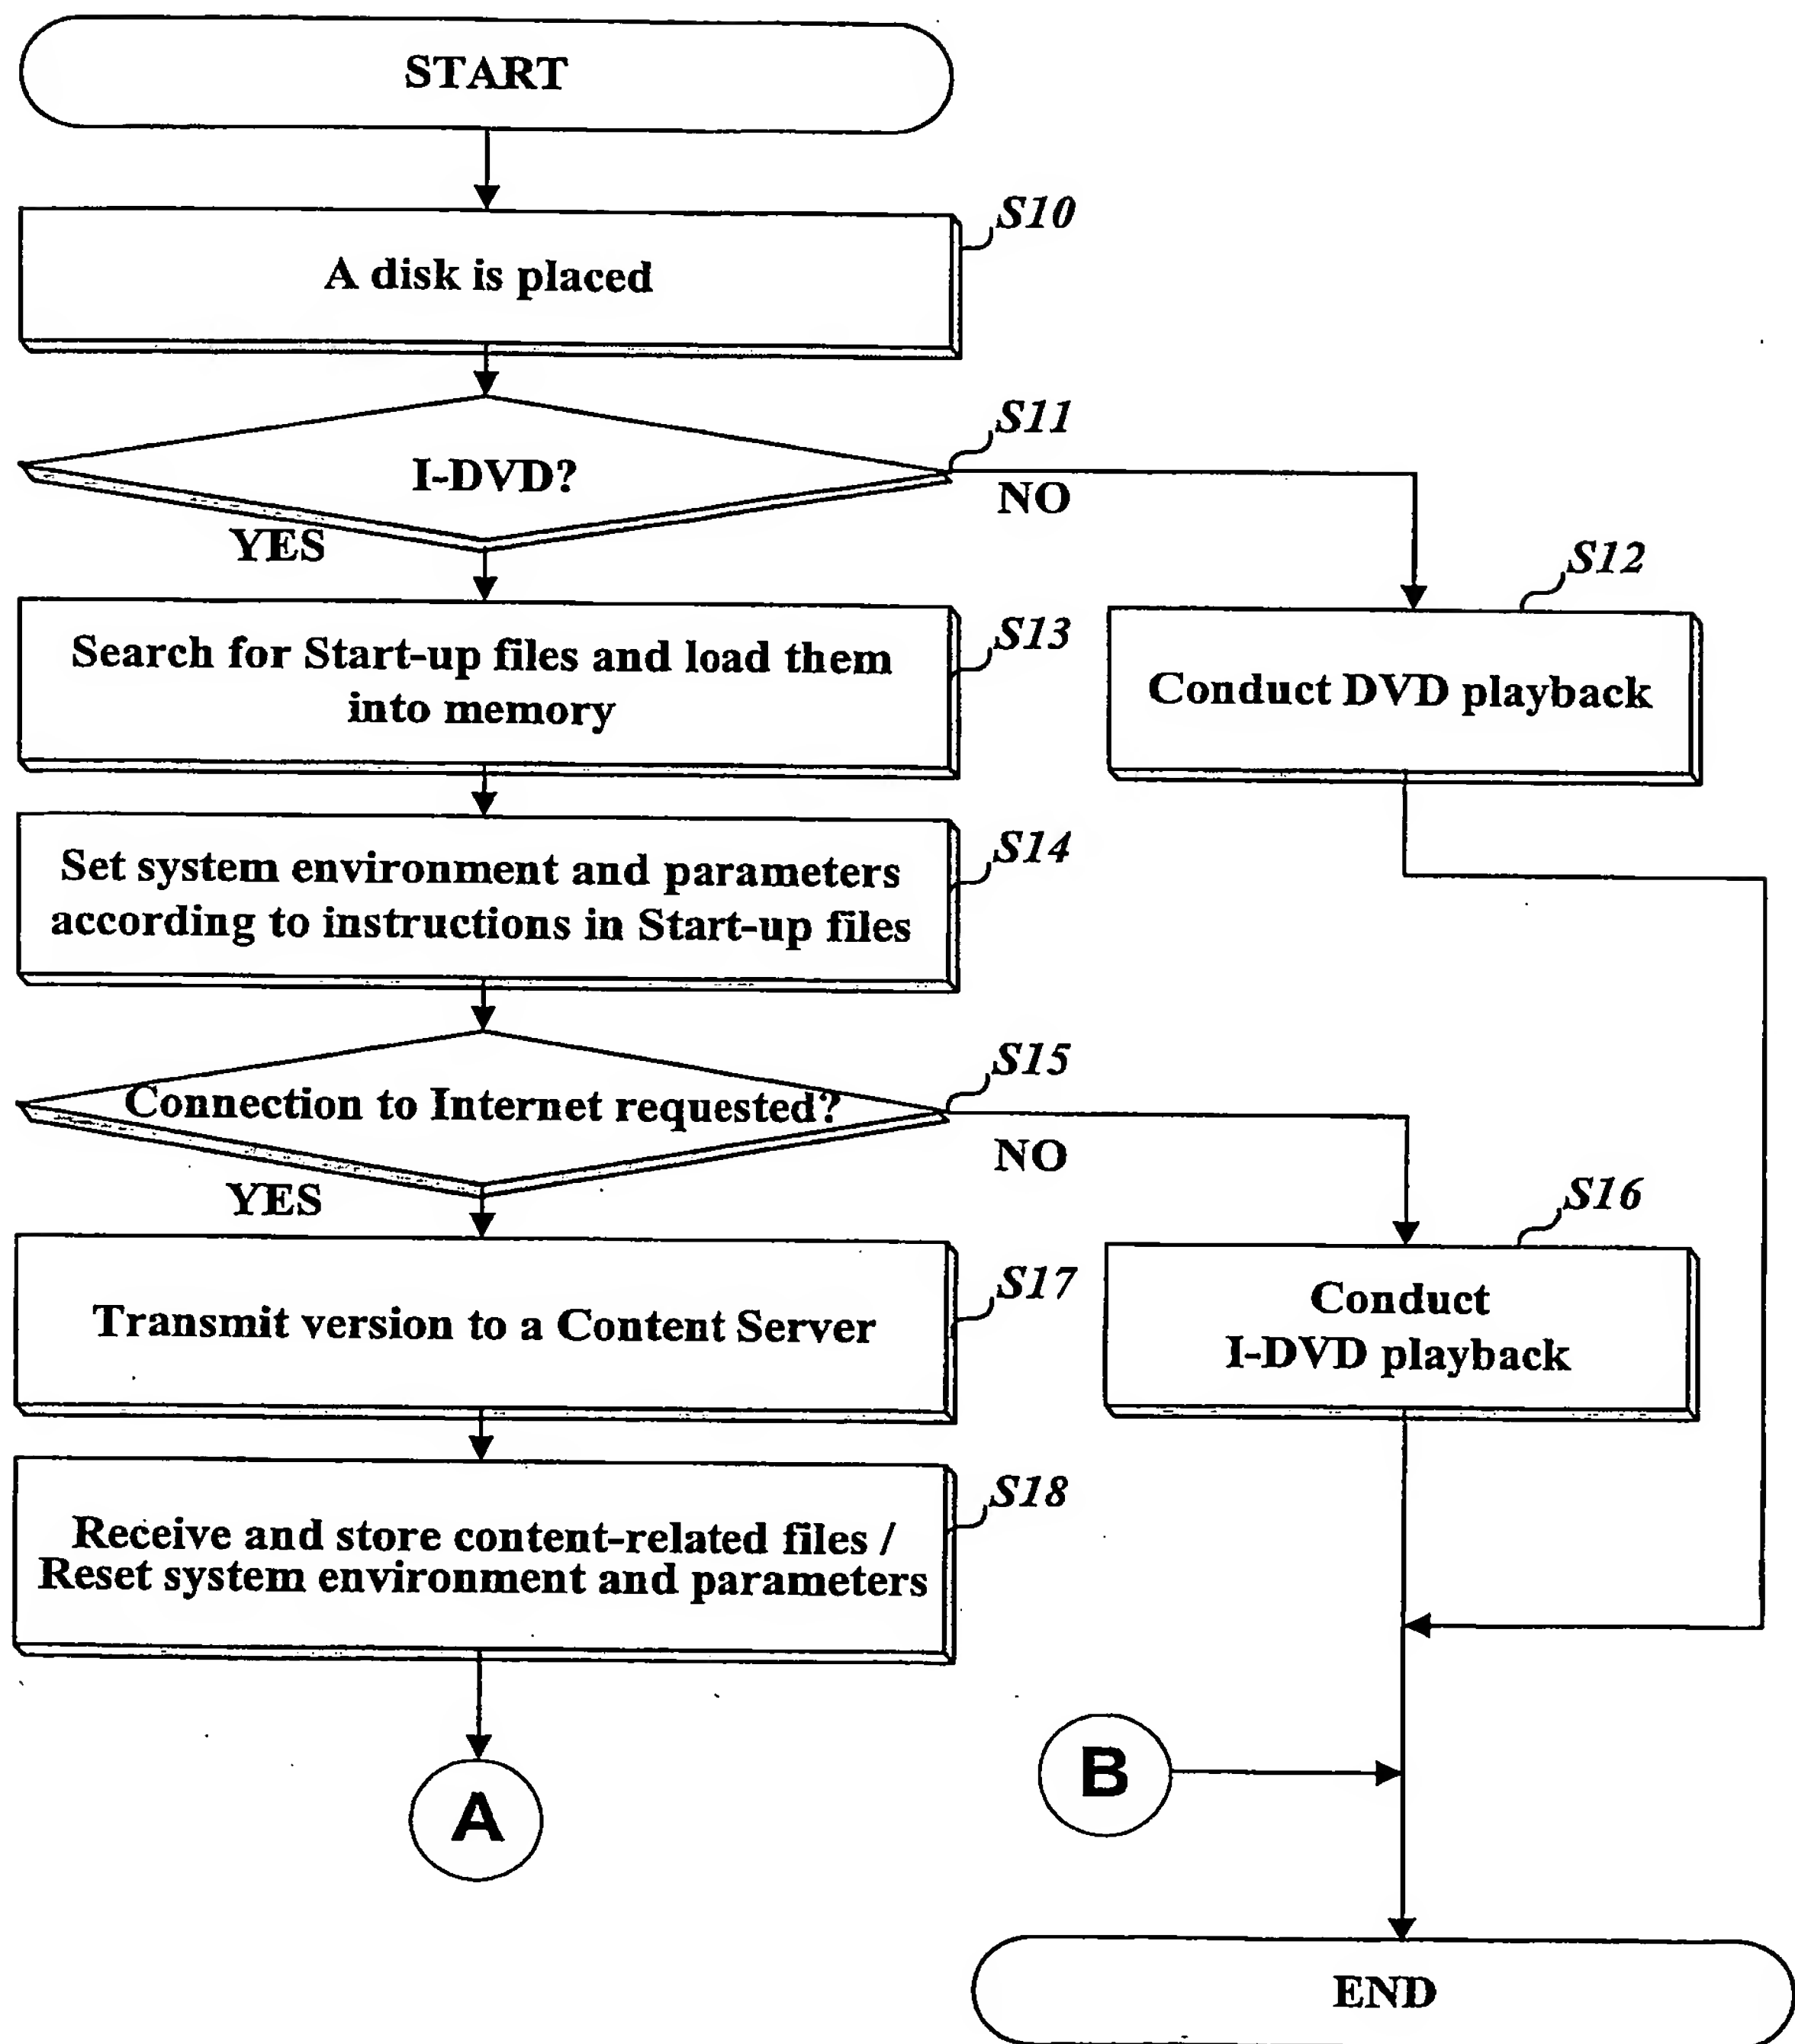 START
S10
A disk is placed
S11
I-DVD?
NO
YES
S12
S13
Search for Start-up files and load them
into memory
Conduct DVD playback
S14
Set system environment and parameters
according to instructions in Start-up files
S15
Connection to Internet requested?
NO
YES
S16
S17
Transmit version to a Content Server
Conduct
I-DVD playback
S18
Receive and store content-related files /
Reset system environment and parameters
B
A
END